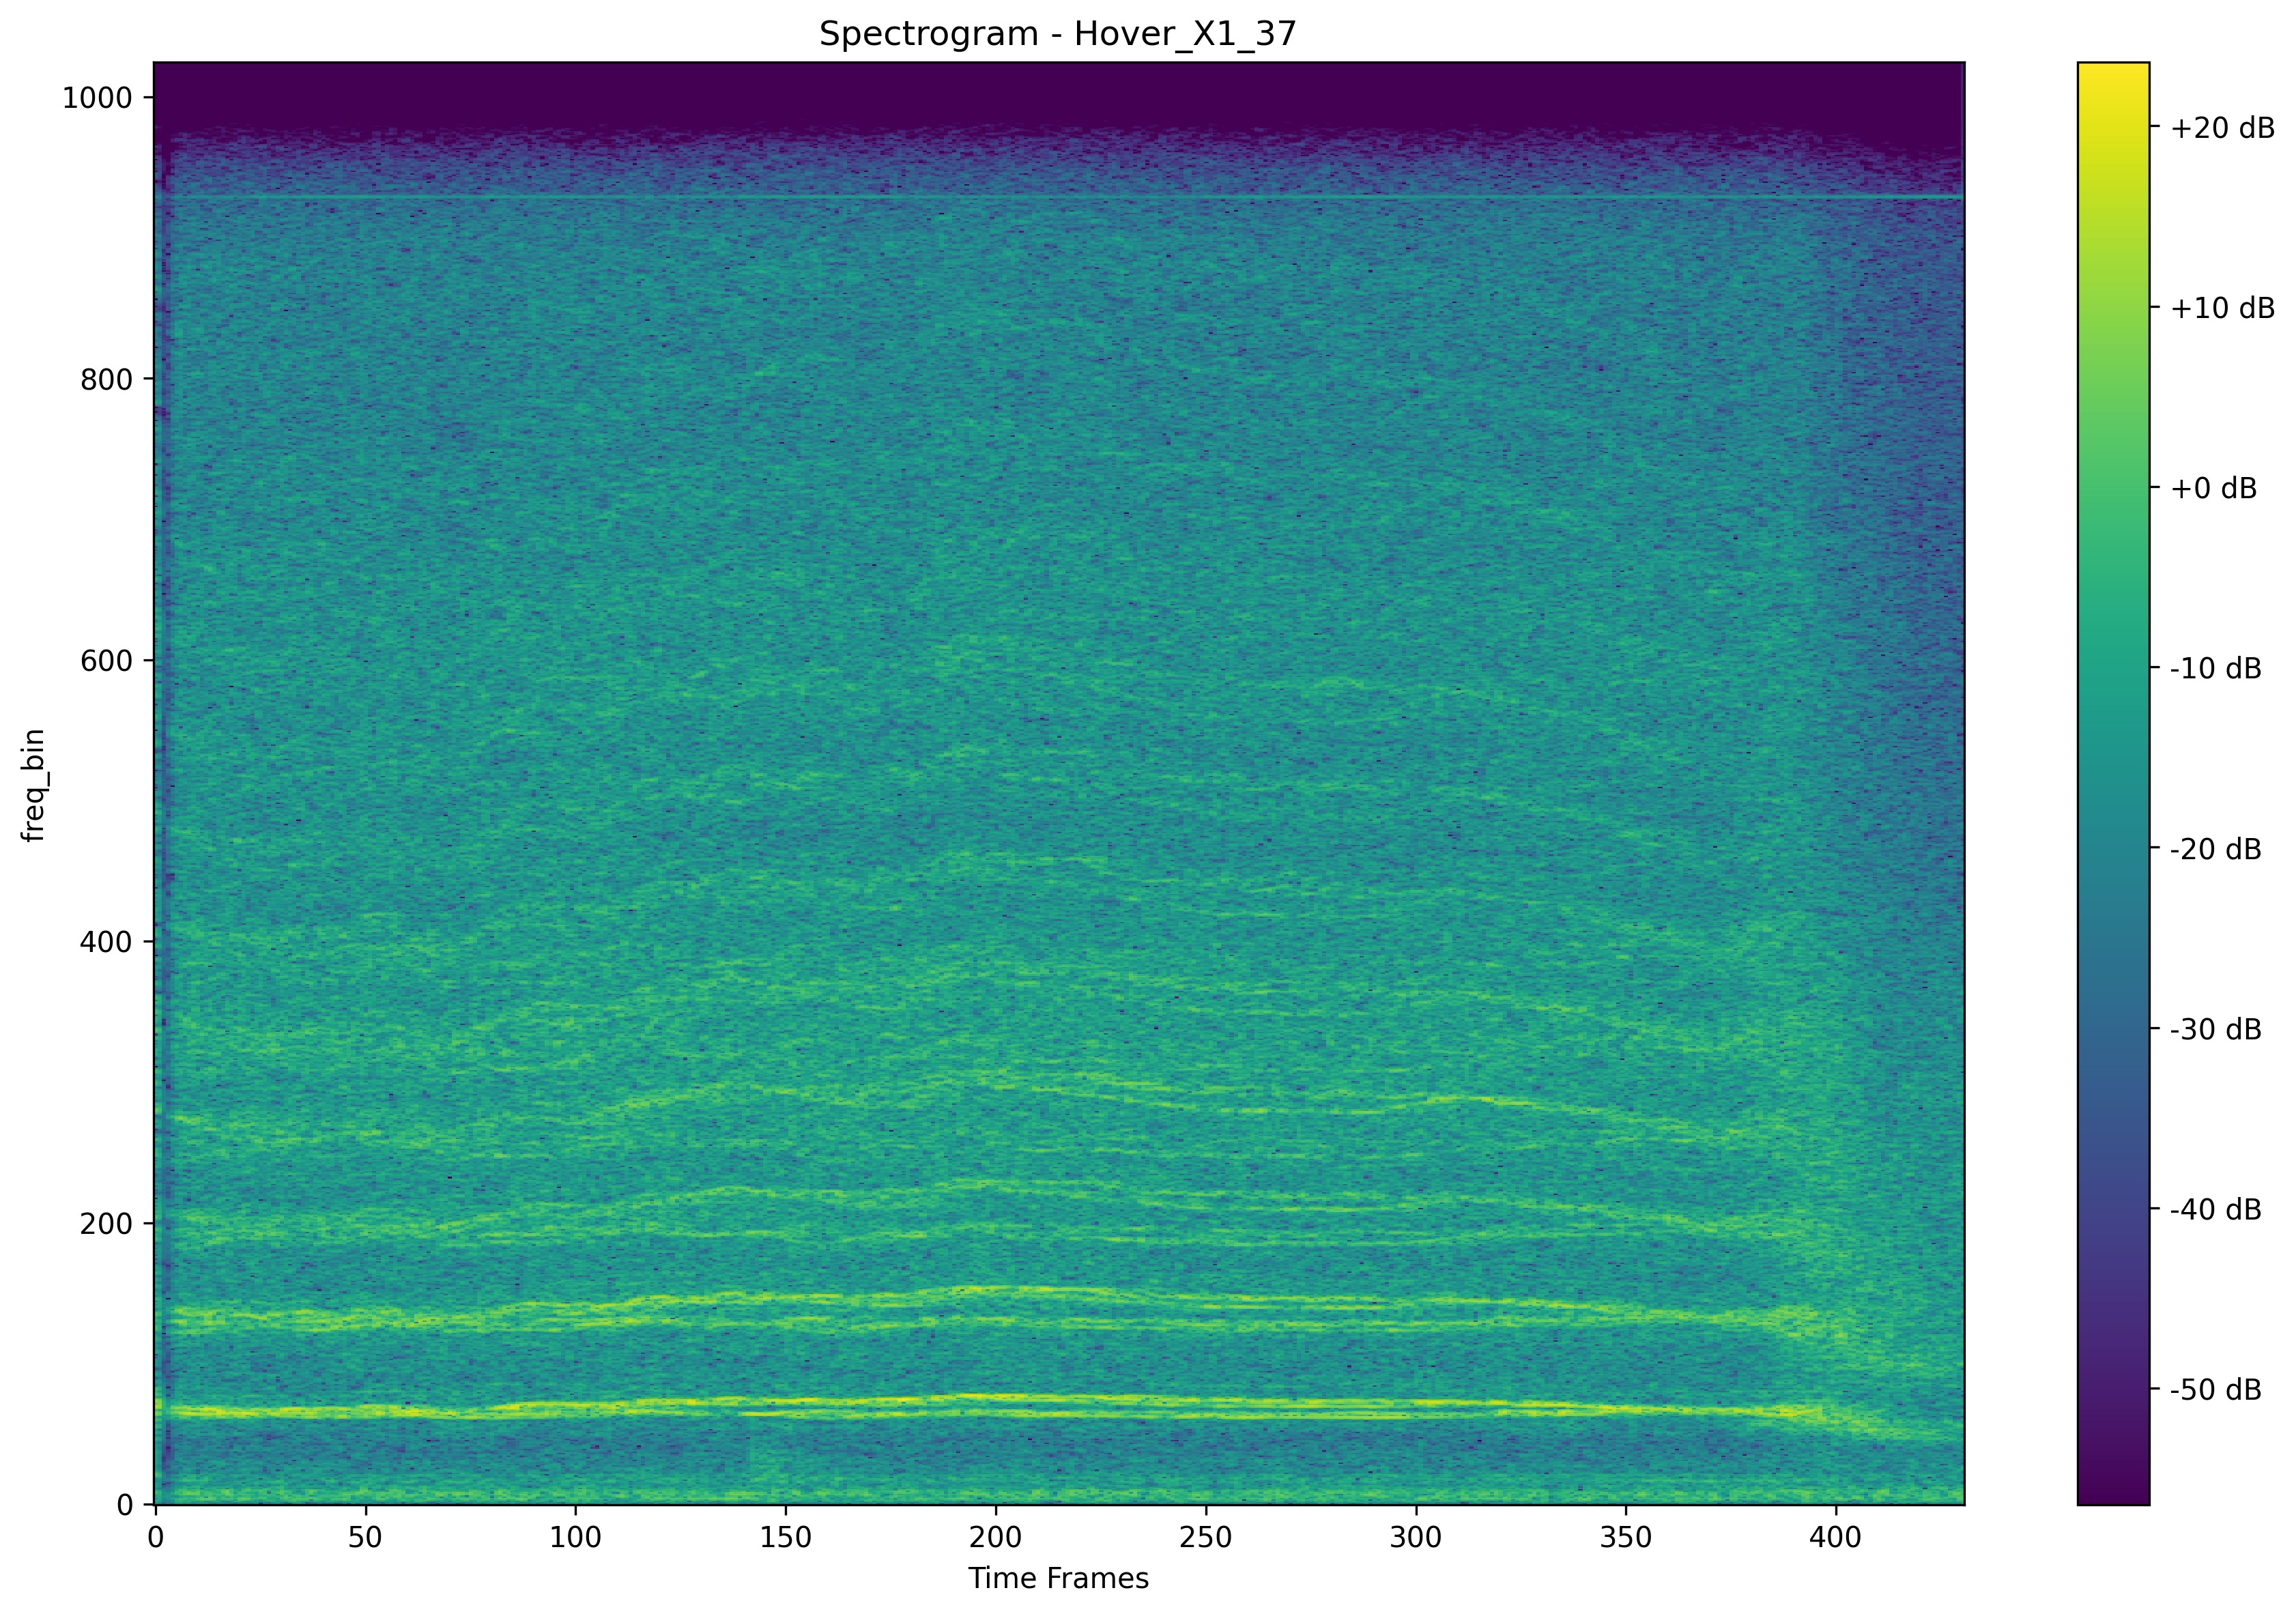 Spectrogram - Hover_X1_37
1000
800
600
400
200
0
freq_bin
0 50 100 150 200 250 300 350 400
Time Frames
+20 dB
+10 dB
+0 dB
-10 dB
-20 dB
-30 dB
-40 dB
-50 dB